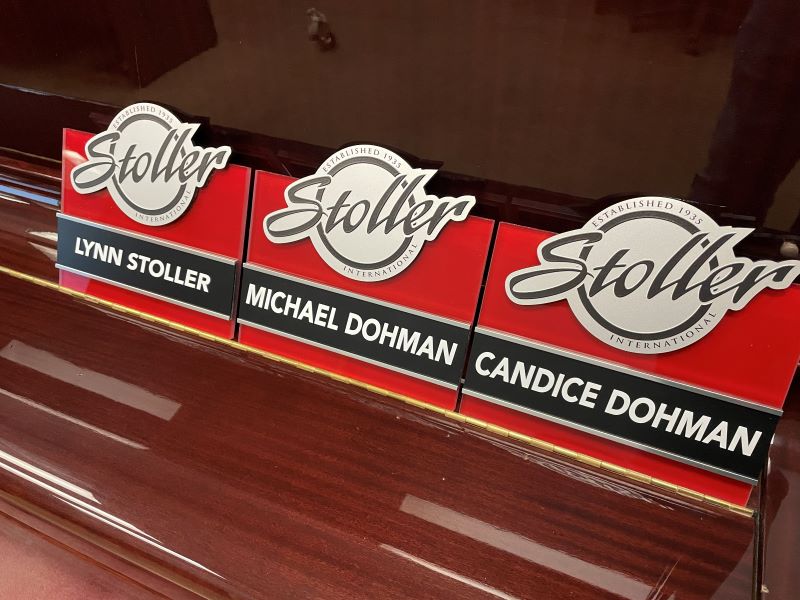 ESTABLISHED 1935
Stoller
INTERNATIONAL
LYNN STOLLER
ESTABLISHED 1935
Stoller
INTERNATIONAL
MICHAEL DOHMAN
ESTABLISHED 1935
Stoller
INTERNATIONAL
CANDICE DOHMAN